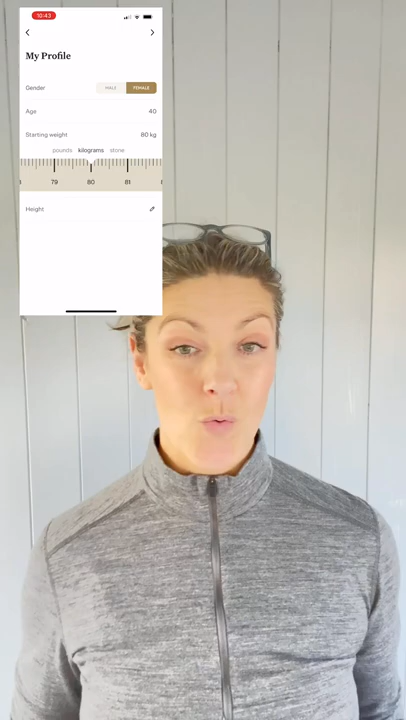 10:43
My Profile
Gender MALE FEMALE
Age 40
Starting weight 80 kg
pounds kilograms stone
79 80 81
Height